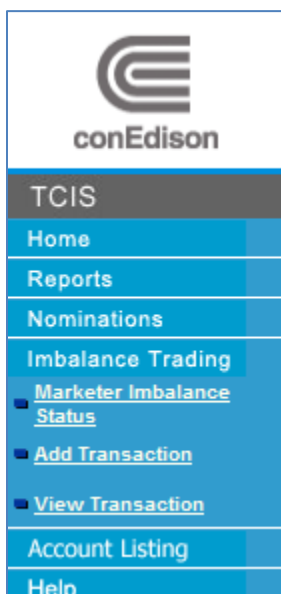 conEdison
TCIS
Home
Reports
Nominations
Imbalance Trading
Marketer Imbalance
Status
Add Transaction
View Transaction
Account Listing
Help